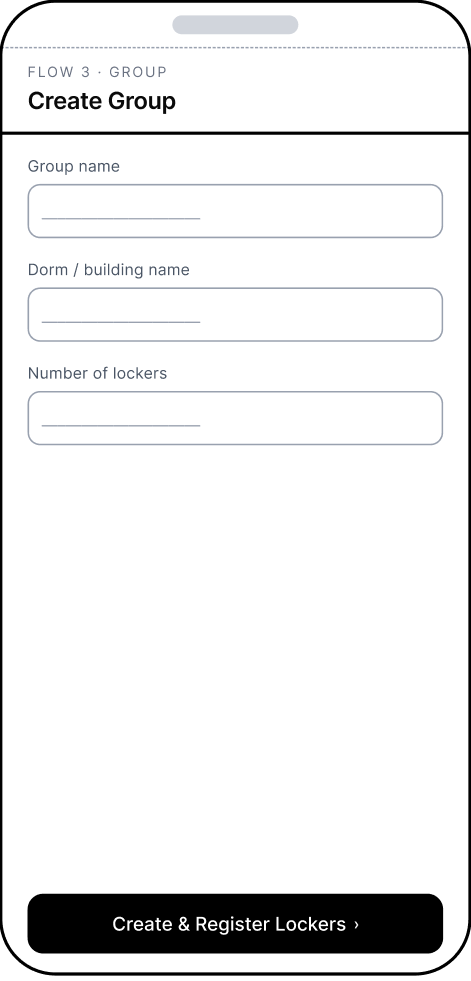 FLOW 3 · GROUP
Create Group
Group name
Dorm / building name
Number of lockers
Create & Register Lockers ›